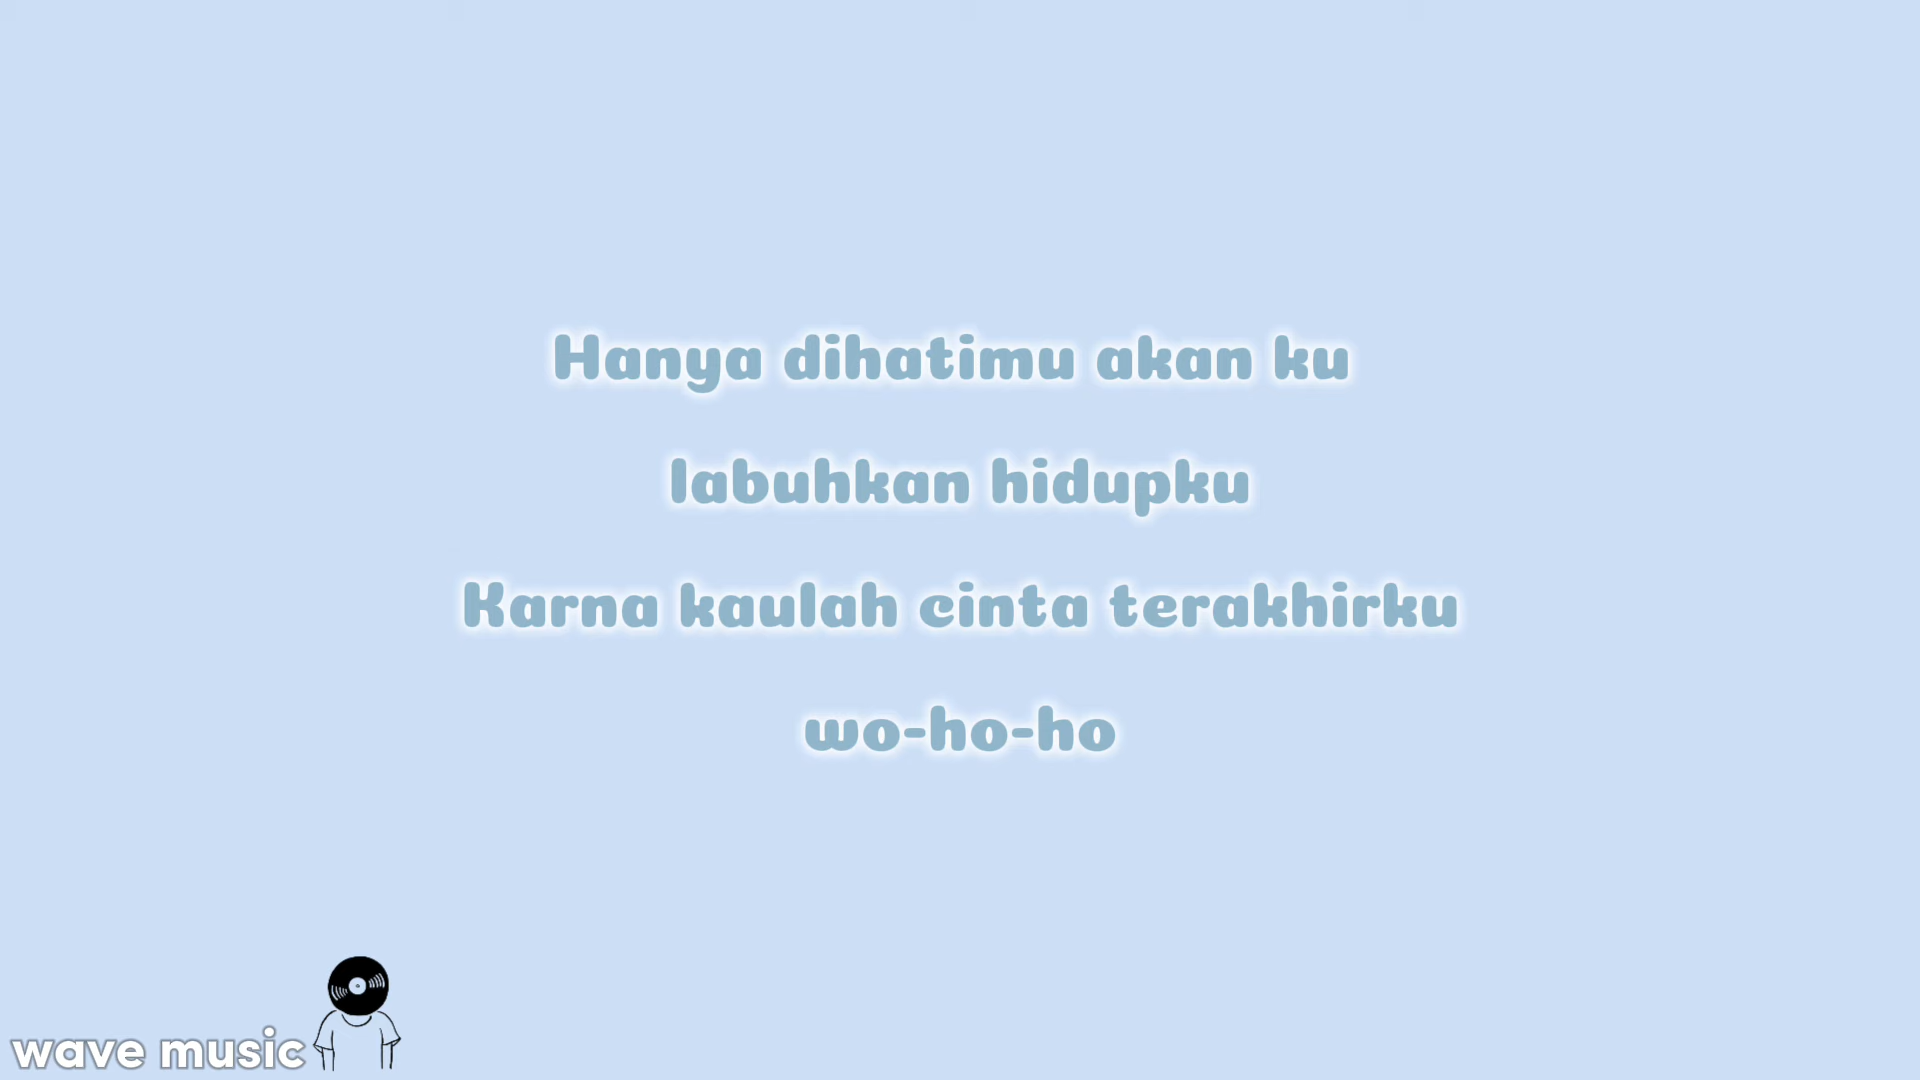 Hanya dihatimu akan ku
labuhkan hidupku
Karna kaulah cinta terakhirku
wo-ho-ho
wave music